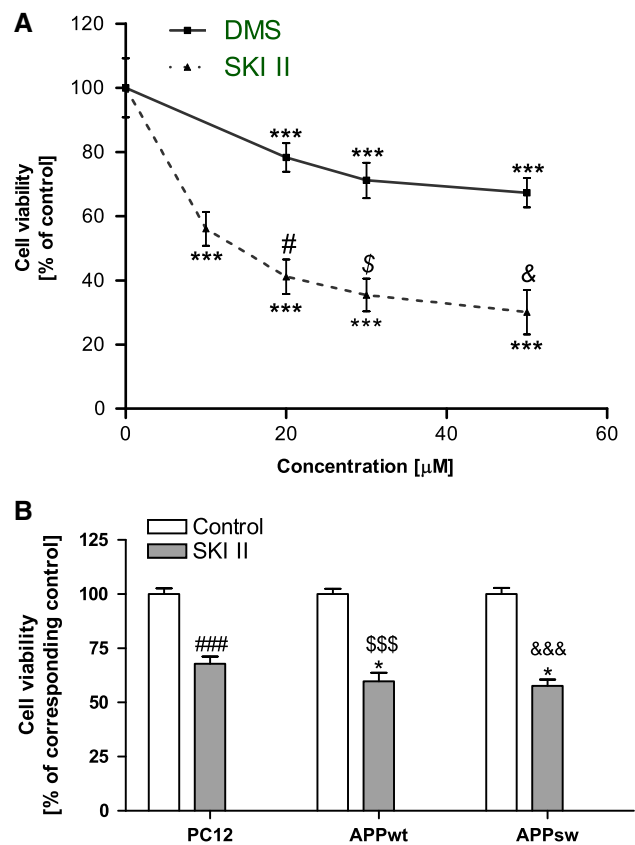 A
120
DMS
SKI II
100
80
60
40
20
0
Cell viability
[% of control]
*** *** ***
*** # $ &
*** *** ***
0 20 40 60
Concentration [μM]
B
Control
SKI II
125
100
75
50
25
0
Cell viability
[% of corresponding control]
### $$$ &&&
* *
PC12 APPwt APPsw